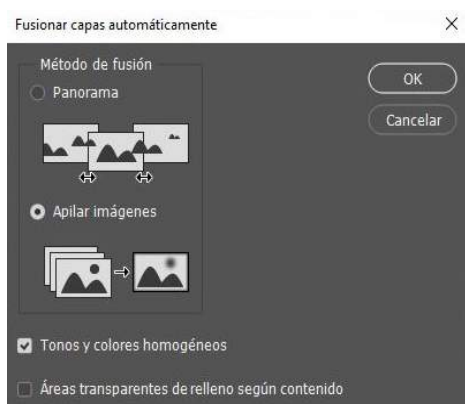 Fusionar capas automáticamente
Método de fusión
Panorama
OK
Cancelar
Apilar imágenes
Tonos y colores homogéneos
Áreas transparentes de relleno según contenido